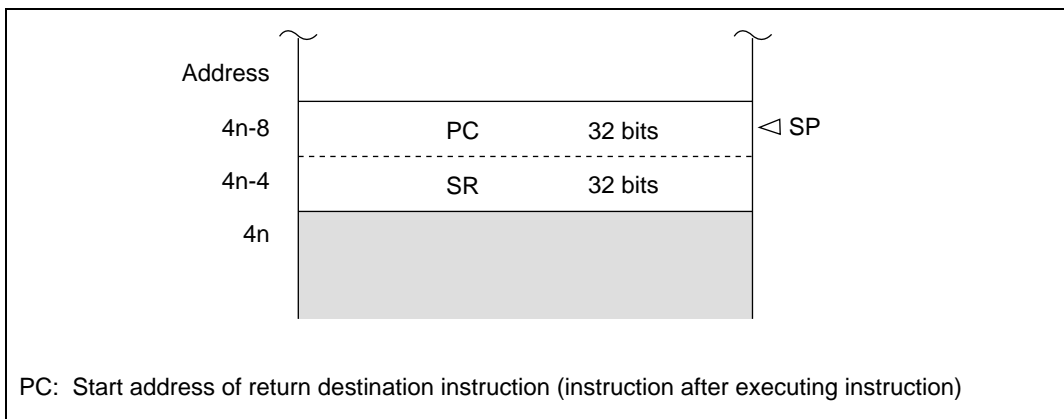 Address
4n-8 PC 32 bits SP
4n-4 SR 32 bits
4n
PC: Start address of return destination instruction (instruction after executing instruction)